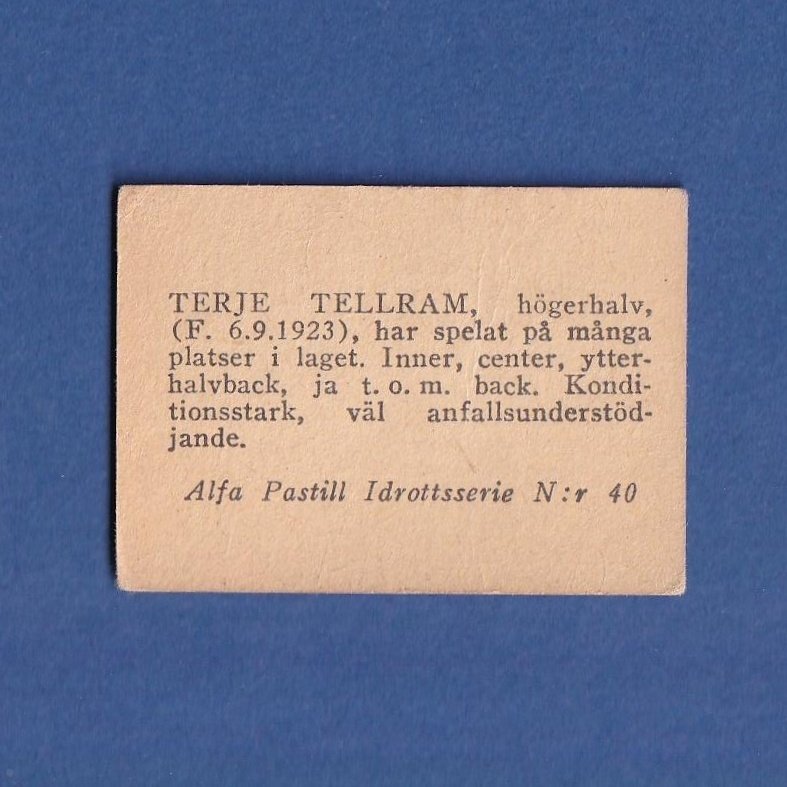 TERJE TELLRAM, högerhalv,
(F. 6.9.1923), har spelat på många
platser i laget. Inner, center, ytter-
halvback, ja t. o. m. back. Kondi-
tionsstark, väl anfallsunderstöd-
jande.
Alfa Pastill Idrottsserie N:r 40